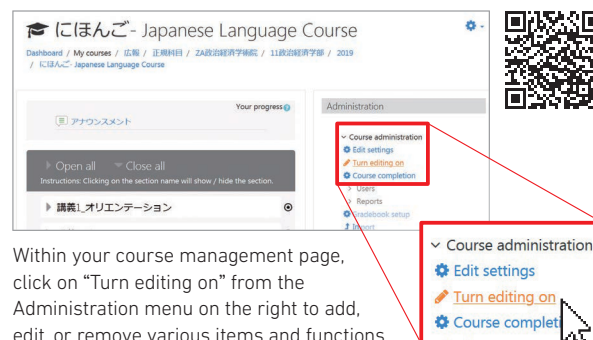 にほんご - Japanese Language Course
Dashboard / My courses / 広報 / 正規科目 / ZA政治経済学術院 / 11政治経済学部 / 2019
/ にほんご- Japanese Language Course
Your progress
アナウンスメント
Open all Close all
Instructions: Clicking on the section name will show / hide the section.
講義1_オリエンテーション
Administration
Course administration
Edit settings
Turn editing on
Course completion
Users
Reports
Gradebook setup
Import
Within your course management page,
click on “Turn editing on” from the
Administration menu on the right to add,
edit, or remove various items and functions
Course administration
Edit settings
Turn editing on
Course completi